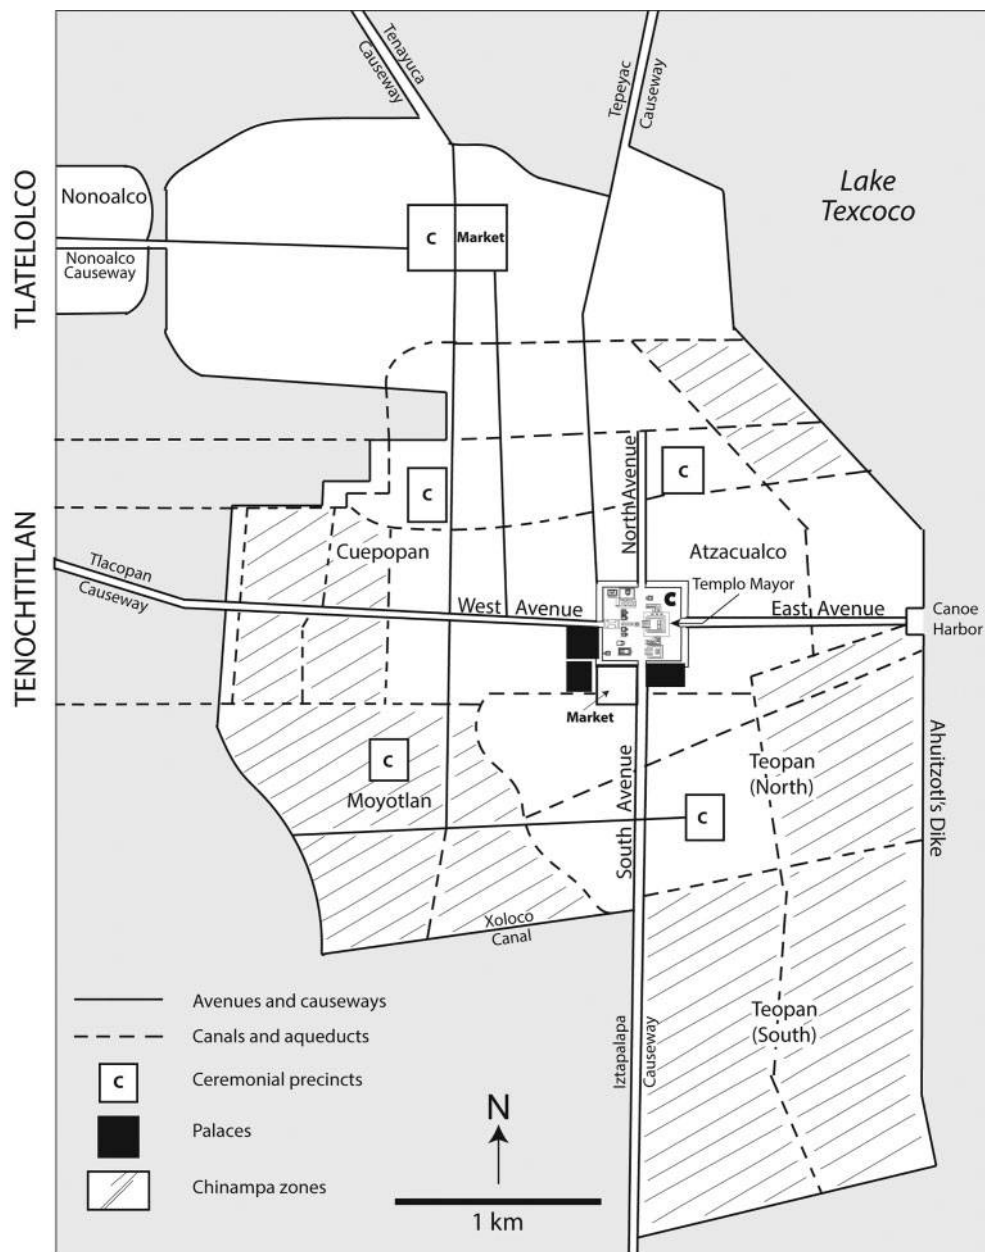 Tenayuca
Causeway
Tepeyac
Causeway
Lake
Texcoco
TLATELOLCO
Nonoalco
Nonoalco
Causeway
C
Market
C
C
North Avenue
Cuepopan
Atzacualco
TENOCHTITLAN
Tlacopan
Causeway
West Avenue
C
Templo Mayor
East Avenue
Canoe
Harbor
Market
C
Moyotlan
South Avenue
C
Teopan
(North)
Ahuitzotl's Dike
Xoloco
Canal
Teopan
(South)
Iztapalapa
Causeway
Avenues and causeways
Canals and aqueducts
C
Ceremonial precincts
Palaces
Chinampa zones
N
1 km